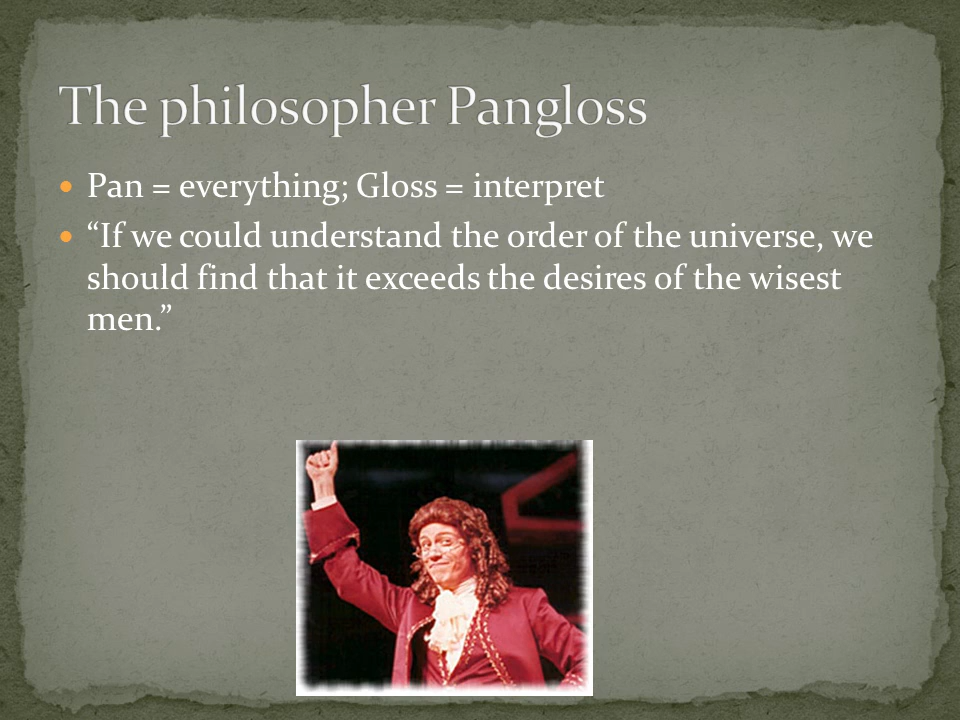 The philosopher Pangloss
Pan = everything; Gloss = interpret
“If we could understand the order of the universe, we
should find that it exceeds the desires of the wisest
men.”